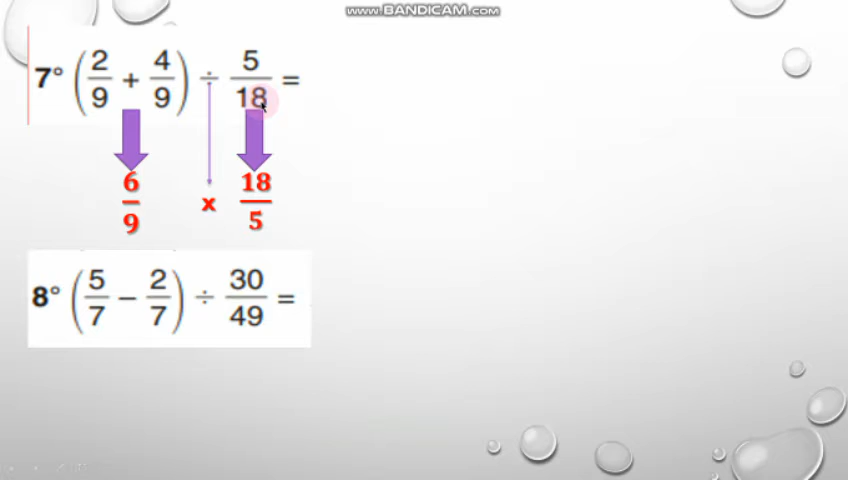 WWW.BANDICAM.COM
7° (2/9 + 4/9) ÷ 5/18 =
6/9 x 18/5
8° (5/7 − 2/7) ÷ 30/49 =